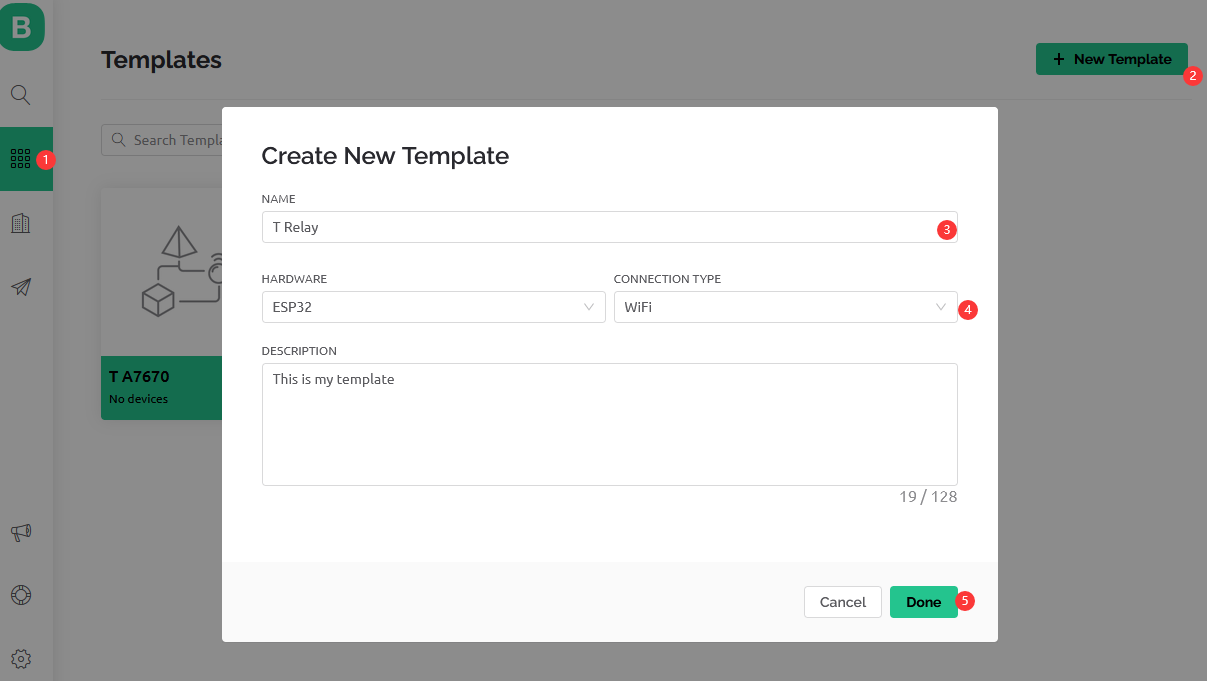 B
Templates
+ New Template
2
Search Templa
1
Create New Template
NAME
T Relay
3
HARDWARE
CONNECTION TYPE
ESP32
WiFi
4
DESCRIPTION
This is my template
19 / 128
T A7670
No devices
Cancel
Done
5